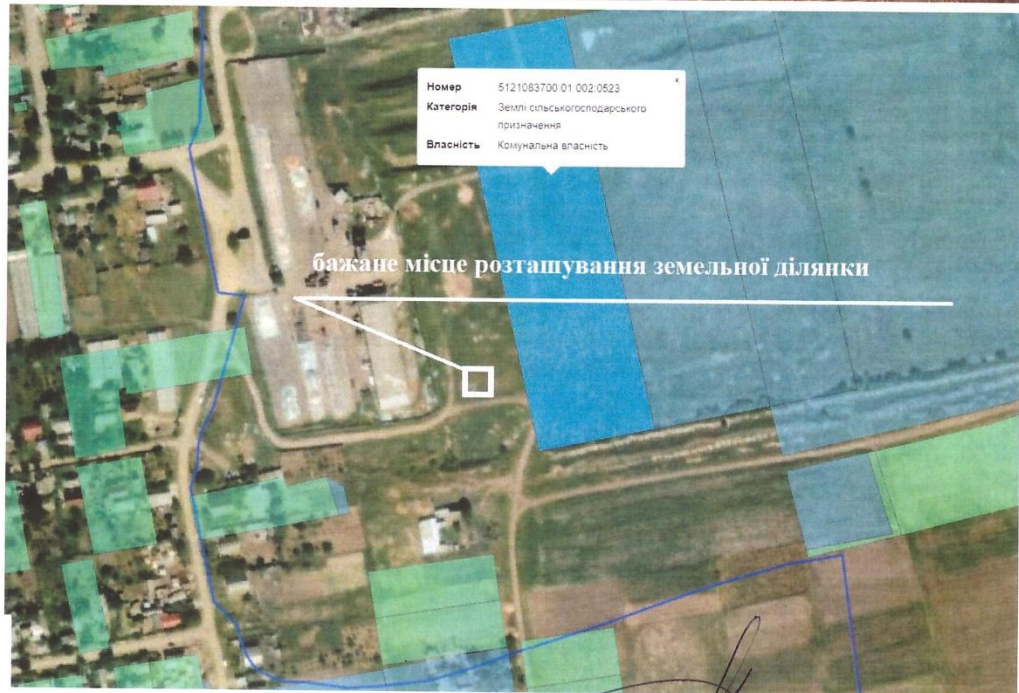 Номер 5121083700:01:002:0523
Категорія Землі сільськогосподарського
призначення
Власність Комунальна власність
бажане місце розташування земельної ділянки